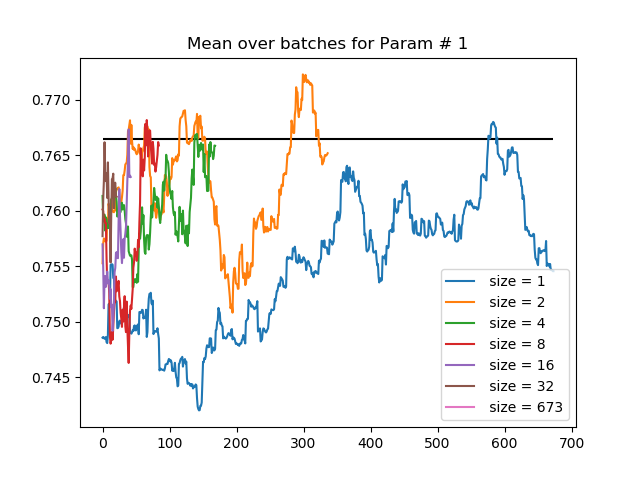 Mean over batches for Param # 1
0.770
0.765
0.760
0.755
0.750
0.745
size = 1
size = 2
size = 4
size = 8
size = 16
size = 32
size = 673
0 100 200 300 400 500 600 700